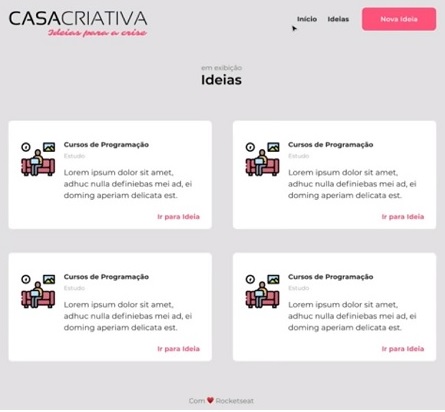 CASACRIATIVA
Ideias para a crise
Início Ideias Nova Ideia
em exibição
Ideias
Cursos de Programação
Estudo
Lorem ipsum dolor sit amet,
adhuc nulla definiebas mei ad, ei
doming aperiam delicata est.
Ir para Ideia
Cursos de Programação
Estudo
Lorem ipsum dolor sit amet,
adhuc nulla definiebas mei ad, ei
doming aperiam delicata est.
Ir para Ideia
Cursos de Programação
Estudo
Lorem ipsum dolor sit amet,
adhuc nulla definiebas mei ad, ei
doming aperiam delicata est.
Ir para Ideia
Cursos de Programação
Estudo
Lorem ipsum dolor sit amet,
adhuc nulla definiebas mei ad, ei
doming aperiam delicata est.
Ir para Ideia
Com ❤ Rocketseat